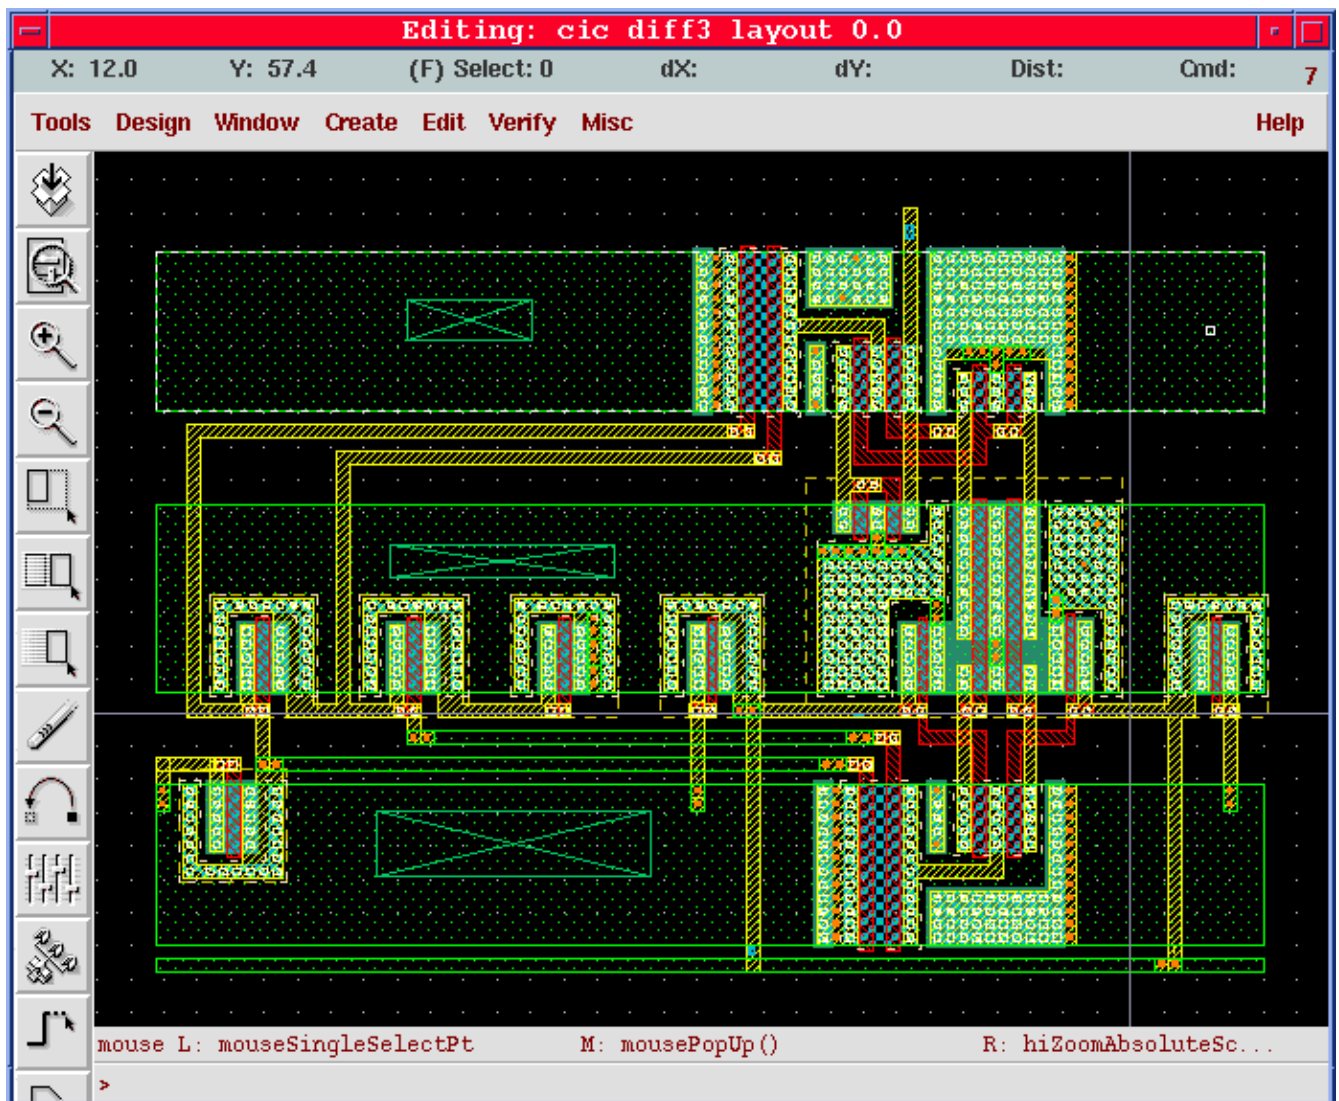 Editing: cic diff3 layout 0.0
X: 12.0 Y: 57.4 (F) Select: 0 dX: dY: Dist: Cmd: 7
Tools Design Window Create Edit Verify Misc Help
mouse L: mouseSingleSelectPt M: mousePopUp() R: hiZoomAbsoluteSc...
>